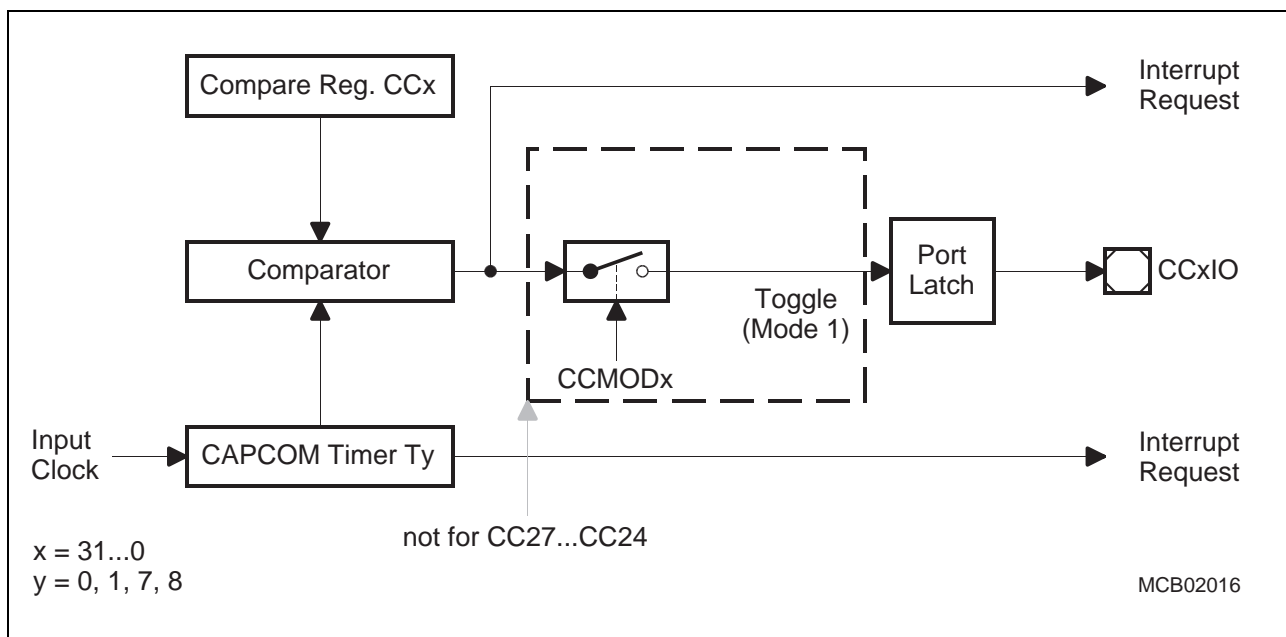 Compare Reg. CCx
Interrupt
Request
Comparator
Port
Latch
CCxIO
Toggle
(Mode 1)
CCMODx
Input
Clock
CAPCOM Timer Ty
Interrupt
Request
not for CC27...CC24
x = 31...0
y = 0, 1, 7, 8
MCB02016